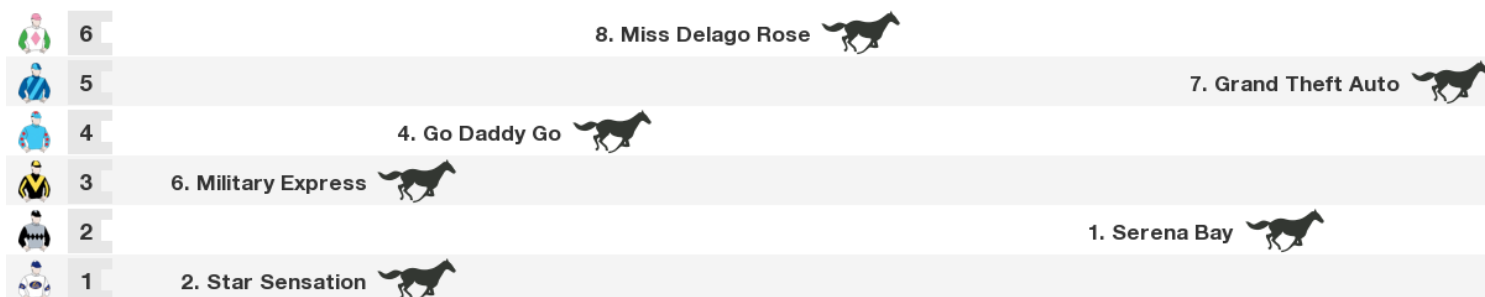 6 8. Miss Delago Rose
5 7. Grand Theft Auto
4 4. Go Daddy Go
3 6. Military Express
2 1. Serena Bay
1 2. Star Sensation